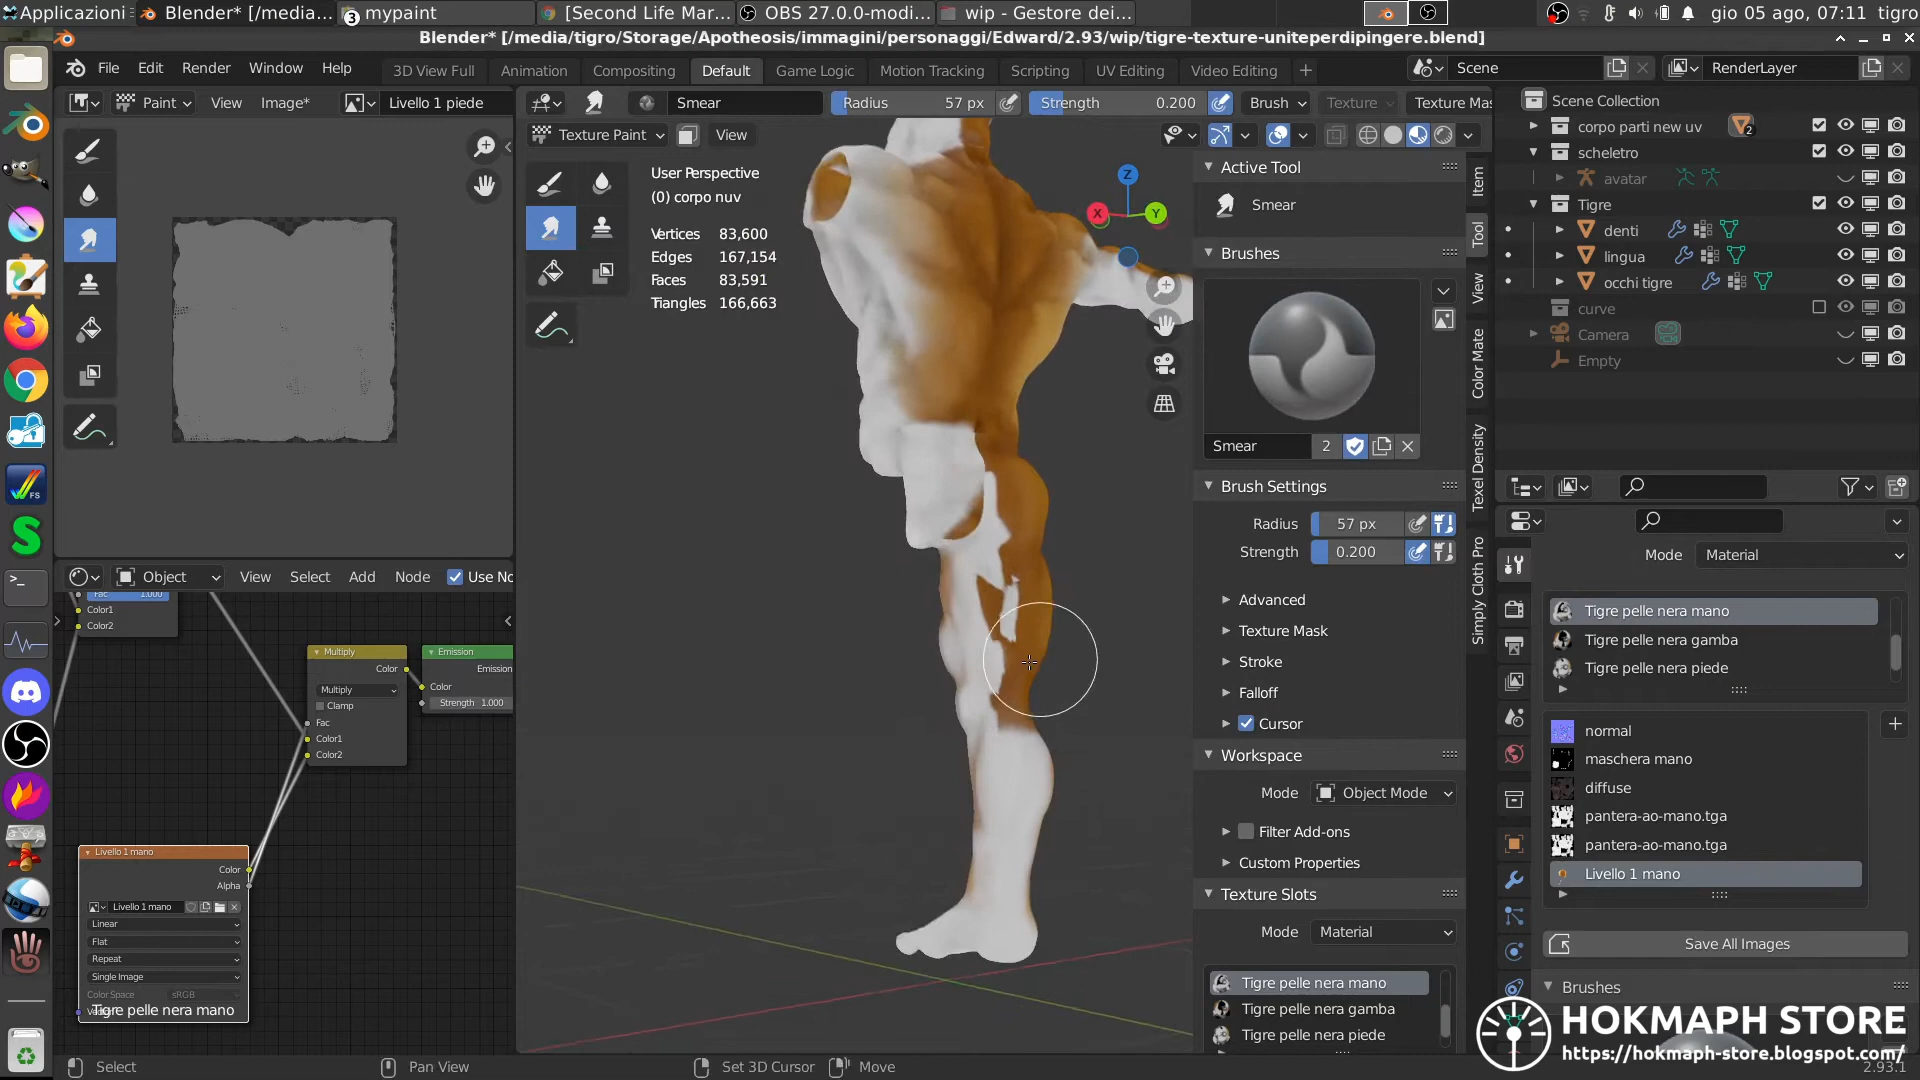 Applicazioni
Blender* [/media/...
3 mypaint
[Second Life Mar...
OBS 27.0.0-modi...
wip - Gestore dei...
gio 05 ago, 07:11 tigro
Blender* [/media/tigro/Storage/Apotheosis/immagini/personaggi/Edward/2.93/wip/tigre-texture-uniteperdipingere.blend]
File Edit Render Window Help
3D View Full Animation Compositing Default Game Logic Motion Tracking Scripting UV Editing Video Editing +
Scene
RenderLayer
Paint View Image* Livello 1 piede
Smear
Radius 57 px
Strength 0.200
Brush Texture Texture Mas
Texture Paint View
User Perspective
(0) corpo nuv
Vertices 83,600
Edges 167,154
Faces 83,591
Triangles 166,663
Z
X
Y
Active Tool
Smear
Brushes
Smear 2
Brush Settings
Radius 57 px
Strength 0.200
Advanced
Texture Mask
Stroke
Falloff
Cursor
Workspace
Mode Object Mode
Filter Add-ons
Custom Properties
Texture Slots
Mode Material
Tigre pelle nera mano
Tigre pelle nera gamba
Tigre pelle nera piede
Item
Tool
View
Color Mate
Texel Density
Simply Cloth Pro
Scene Collection
corpo parti new uv 2
scheletro
avatar
Tigre
denti
lingua
occhi tigre
curve
Camera
Empty
Mode Material
Tigre pelle nera mano
Tigre pelle nera gamba
Tigre pelle nera piede
normal
maschera mano
diffuse
pantera-ao-mano.tga
pantera-ao-mano.tga
Livello 1 mano
Save All Images
Brushes
Object View Select Add Node Use No
Fac 1.000
Color1
Color2
Multiply
Color
Multiply
Clamp
Fac
Color1
Color2
Emission
Emission
Color
Strength 1.000
Livello 1 mano
Color
Alpha
Livello 1 mano
Linear
Flat
Repeat
Single Image
Color Space sRGB
Tigre pelle nera mano
Select
Pan View
Set 3D Cursor
Move
2.93.1
HOKMAPH STORE
https://hokmaph-store.blogspot.com/